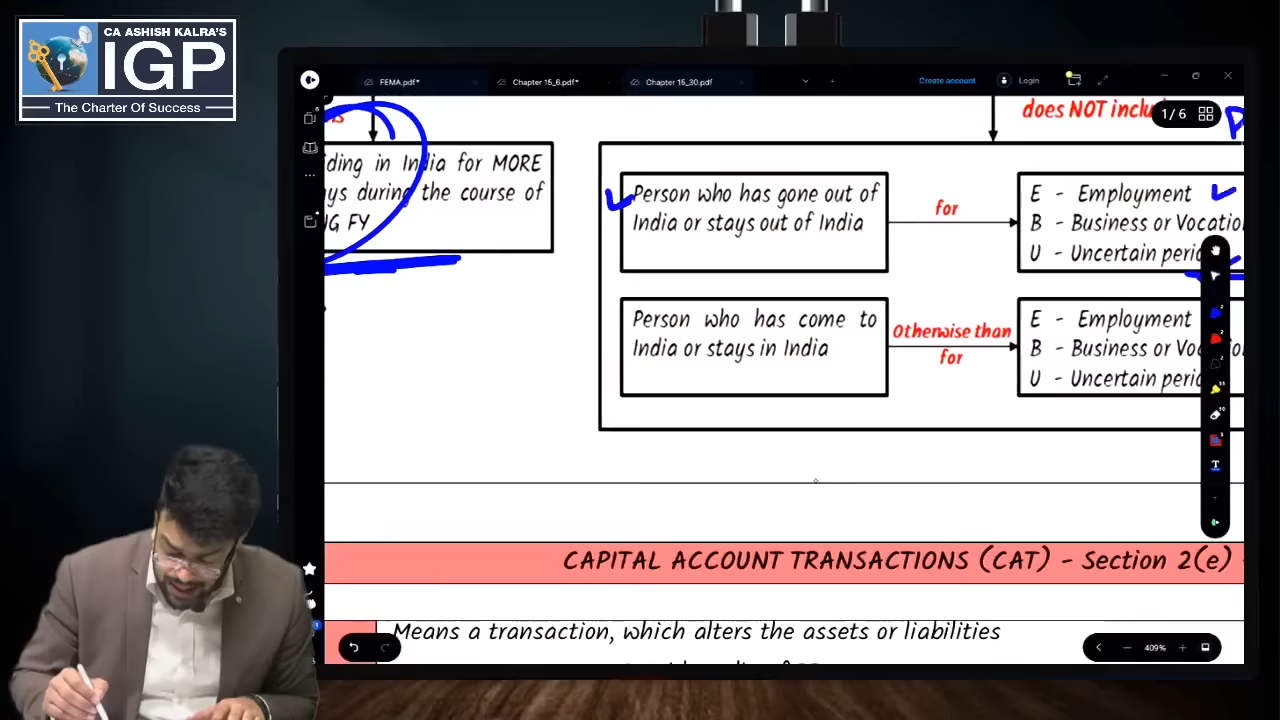 CA ASHISH KALRA'S
IGP
The Charter Of Success
FEMA.pdf*
Chapter 15_6.pdf*
Chapter 15_30.pdf
Create account
Login
does NOT inclu
1/6
iding in India for MORE
ys during the course of
G FY
Person who has gone out of
India or stays out of India
for
E - Employment
B - Business or Vocatio
U - Uncertain perio
Person who has come to
India or stays in India
Otherwise than
for
E - Employment
B - Business or Voc
U - Uncertain perio
CAPITAL ACCOUNT TRANSACTIONS (CAT) - Section 2(e) -
Means a transaction, which alters the assets or liabilities
409%